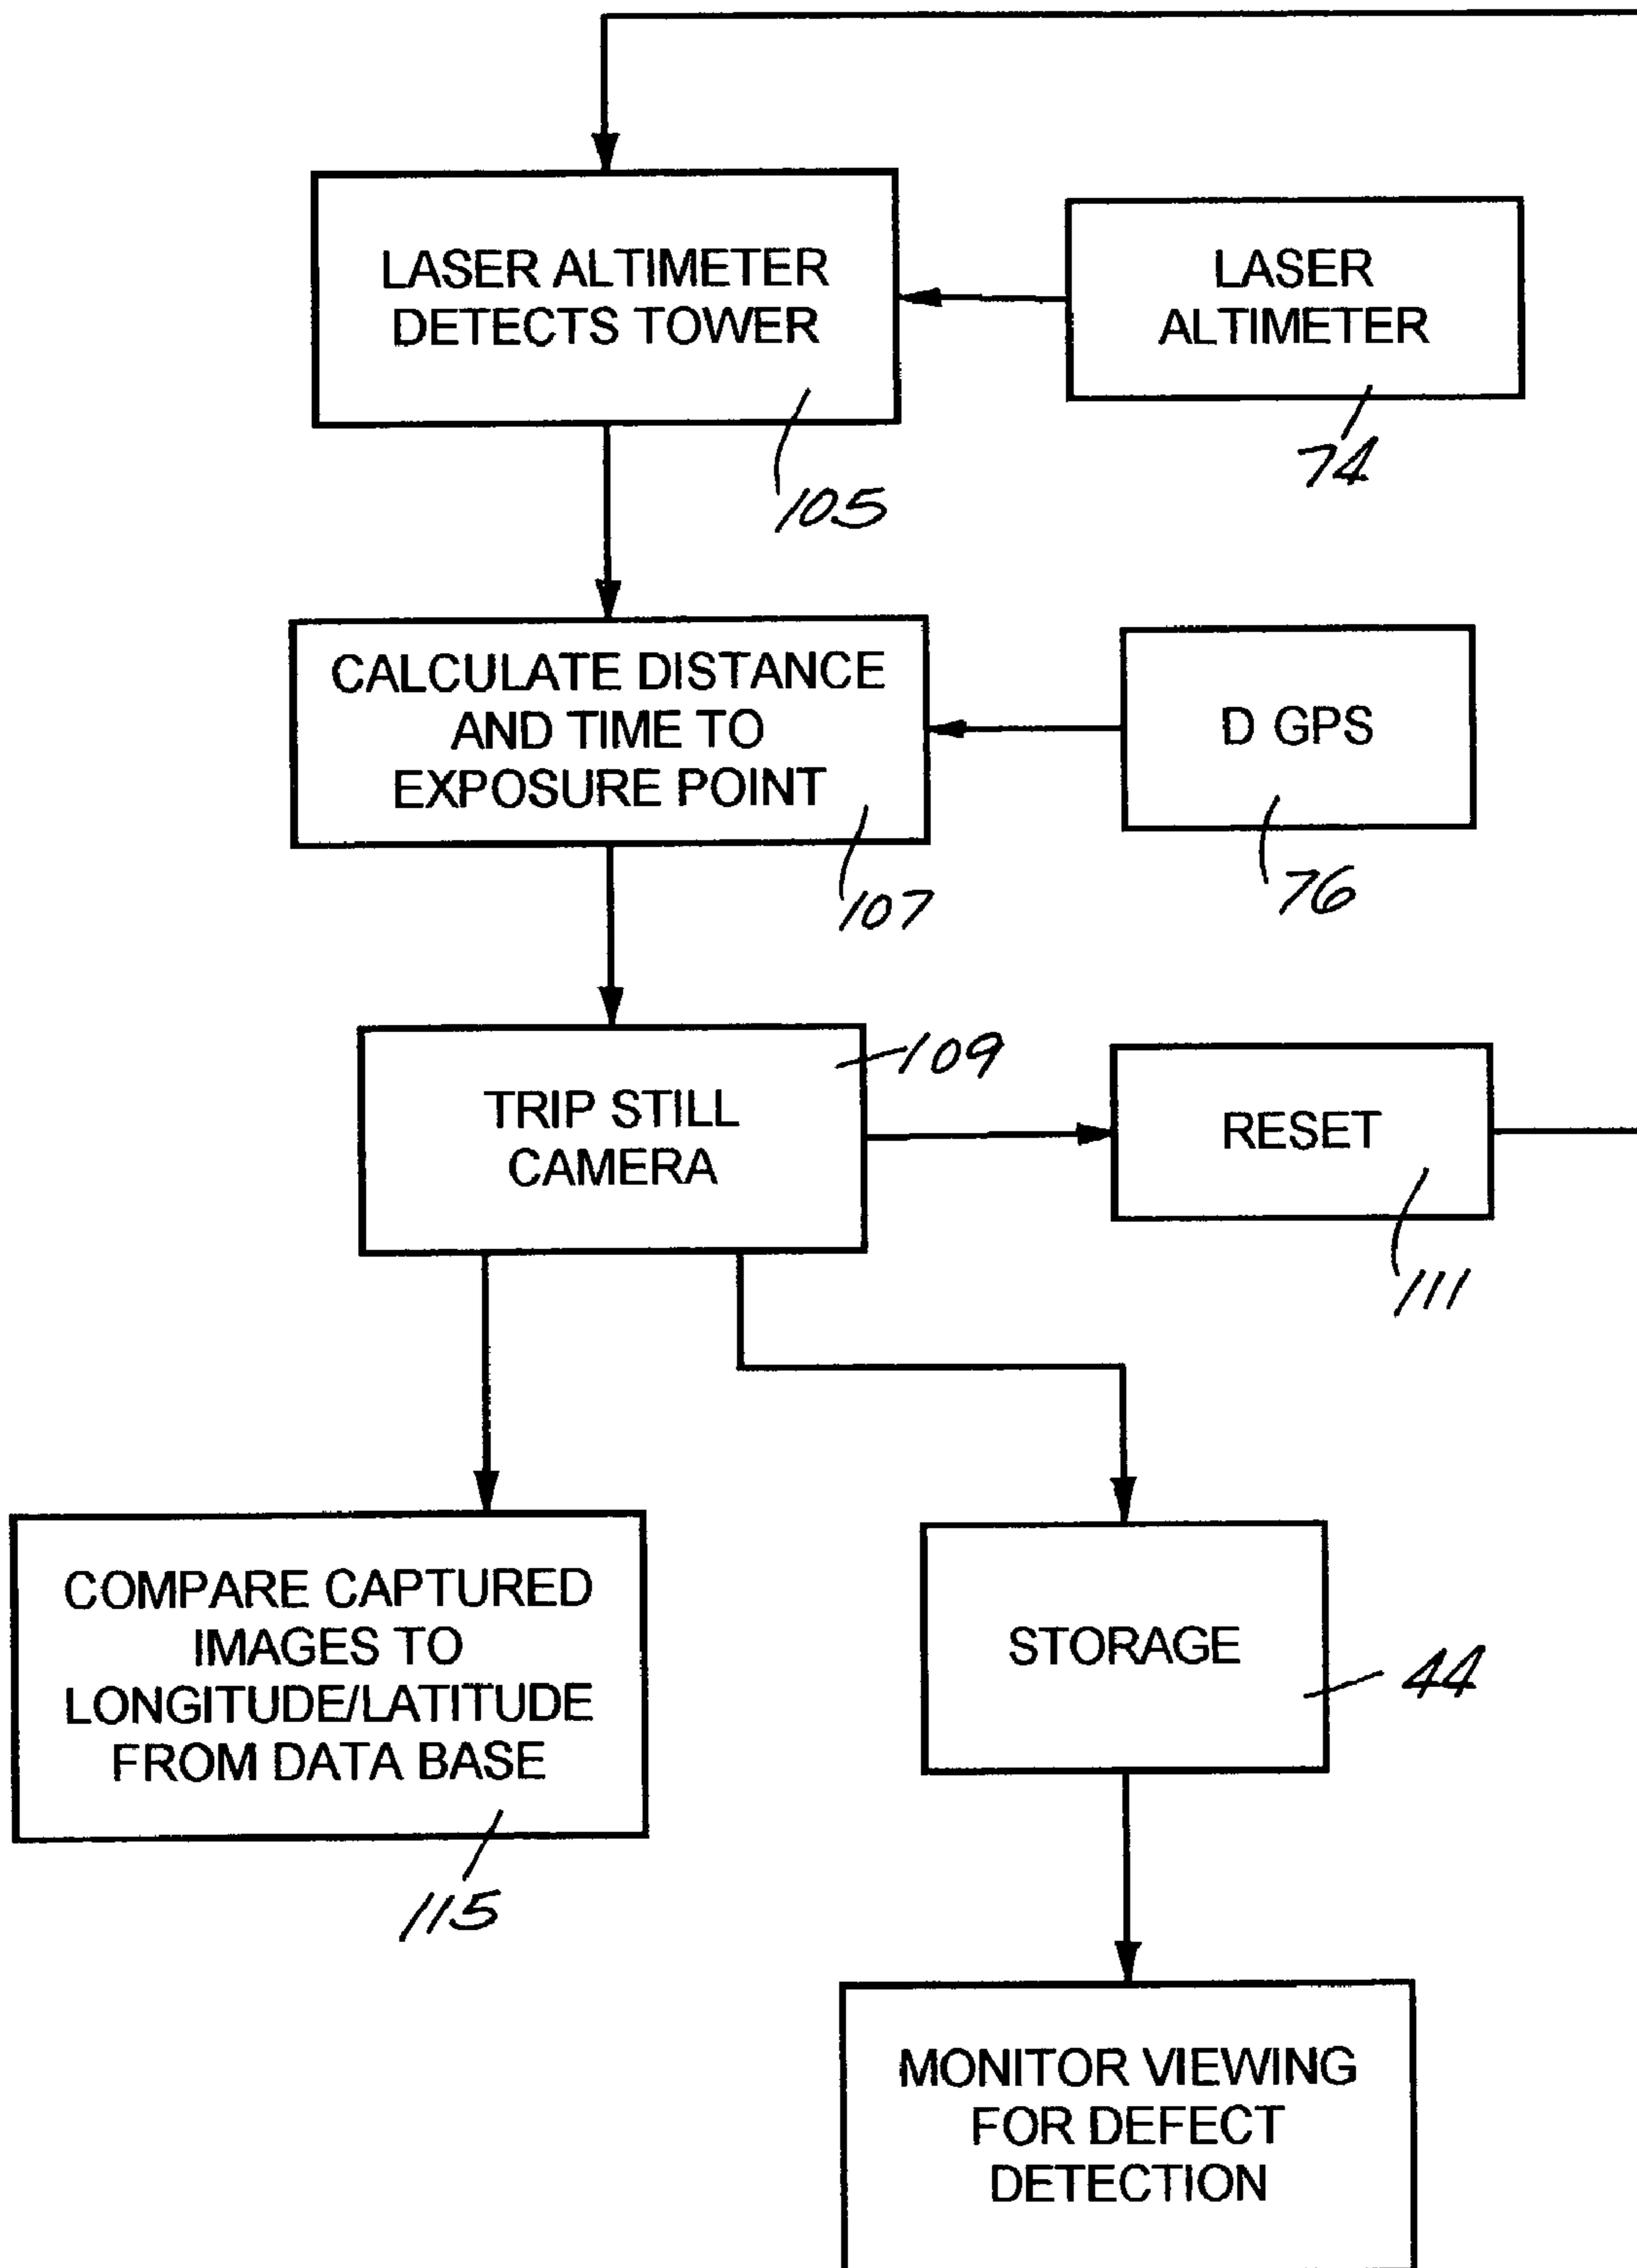 LASER ALTIMETER
DETECTS TOWER
105
LASER
ALTIMETER
74
CALCULATE DISTANCE
AND TIME TO
EXPOSURE POINT
107
D GPS
76
TRIP STILL
CAMERA
109
RESET
111
COMPARE CAPTURED
IMAGES TO
LONGITUDE/LATITUDE
FROM DATA BASE
115
STORAGE
44
MONITOR VIEWING
FOR DEFECT
DETECTION